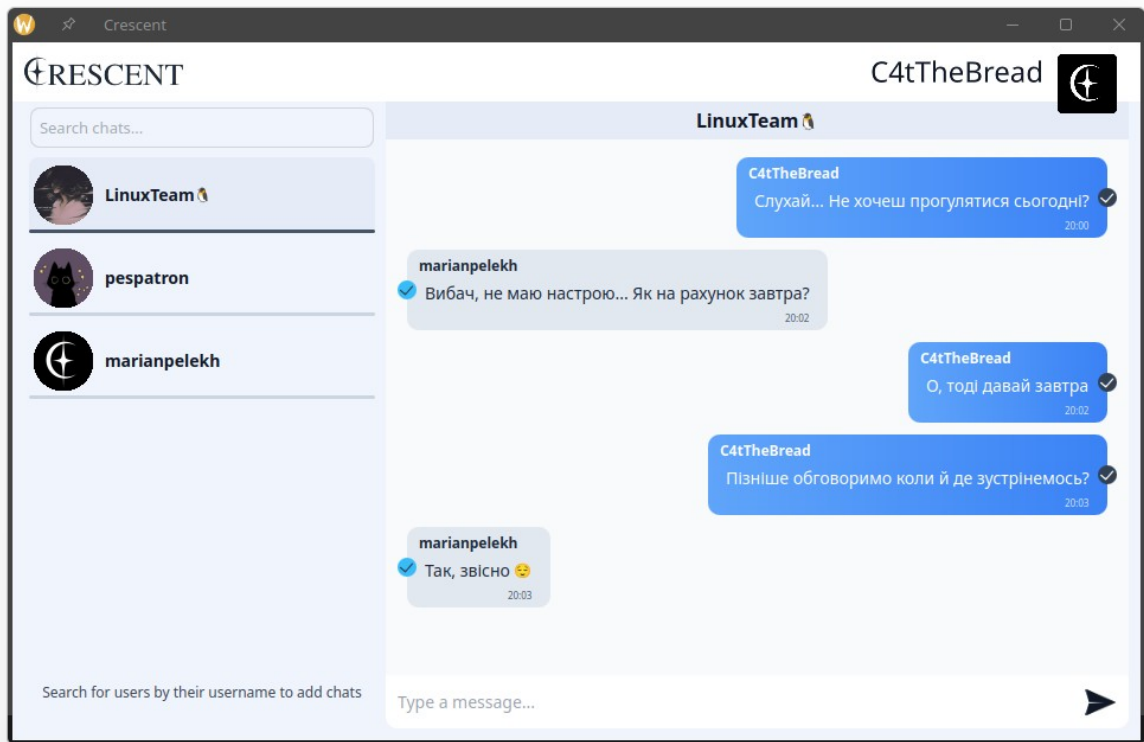 Crescent
CRESCENT
C4tTheBread
Search chats...
LinuxTeam🐧
pespatron
marianpelekh
Search for users by their username to add chats
LinuxTeam🐧
C4tTheBread
Слухай... Не хочеш прогулятися сьогодні?
20:00
marianpelekh
Вибач, не маю настрою... Як на рахунок завтра?
20:02
C4tTheBread
О, тоді давай завтра
20:02
C4tTheBread
Пізніше обговоримо коли й де зустрінемось?
20:03
marianpelekh
Так, звісно 😌
20:03
Type a message...